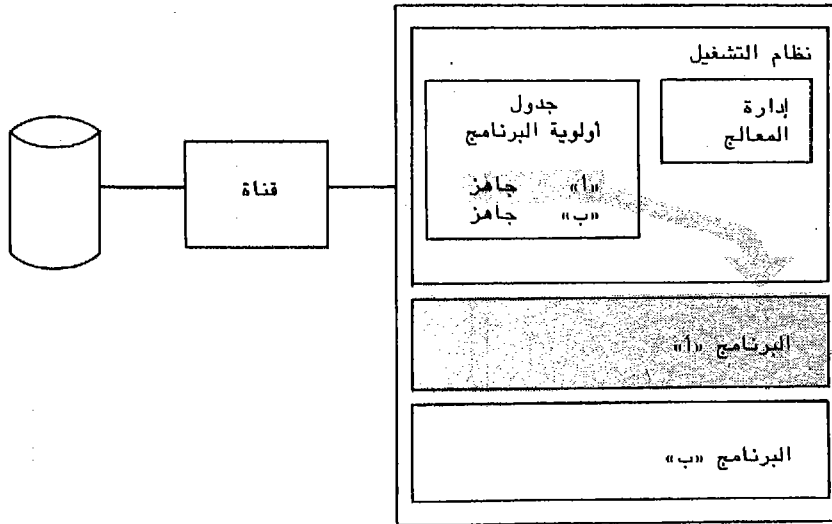 نظام التشغيل
إدارة
المعالج
جدول
أولوية البرنامج
«أ» جاهز
«ب» جاهز
قناة
البرنامج «أ»
البرنامج «ب»